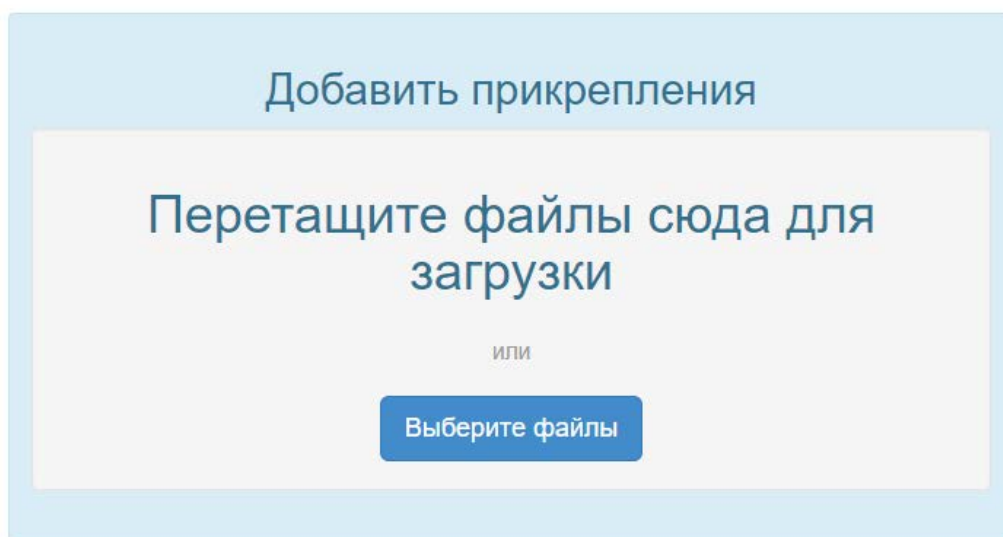 Добавить прикрепления
Перетащите файлы сюда для
загрузки
или
Выберите файлы